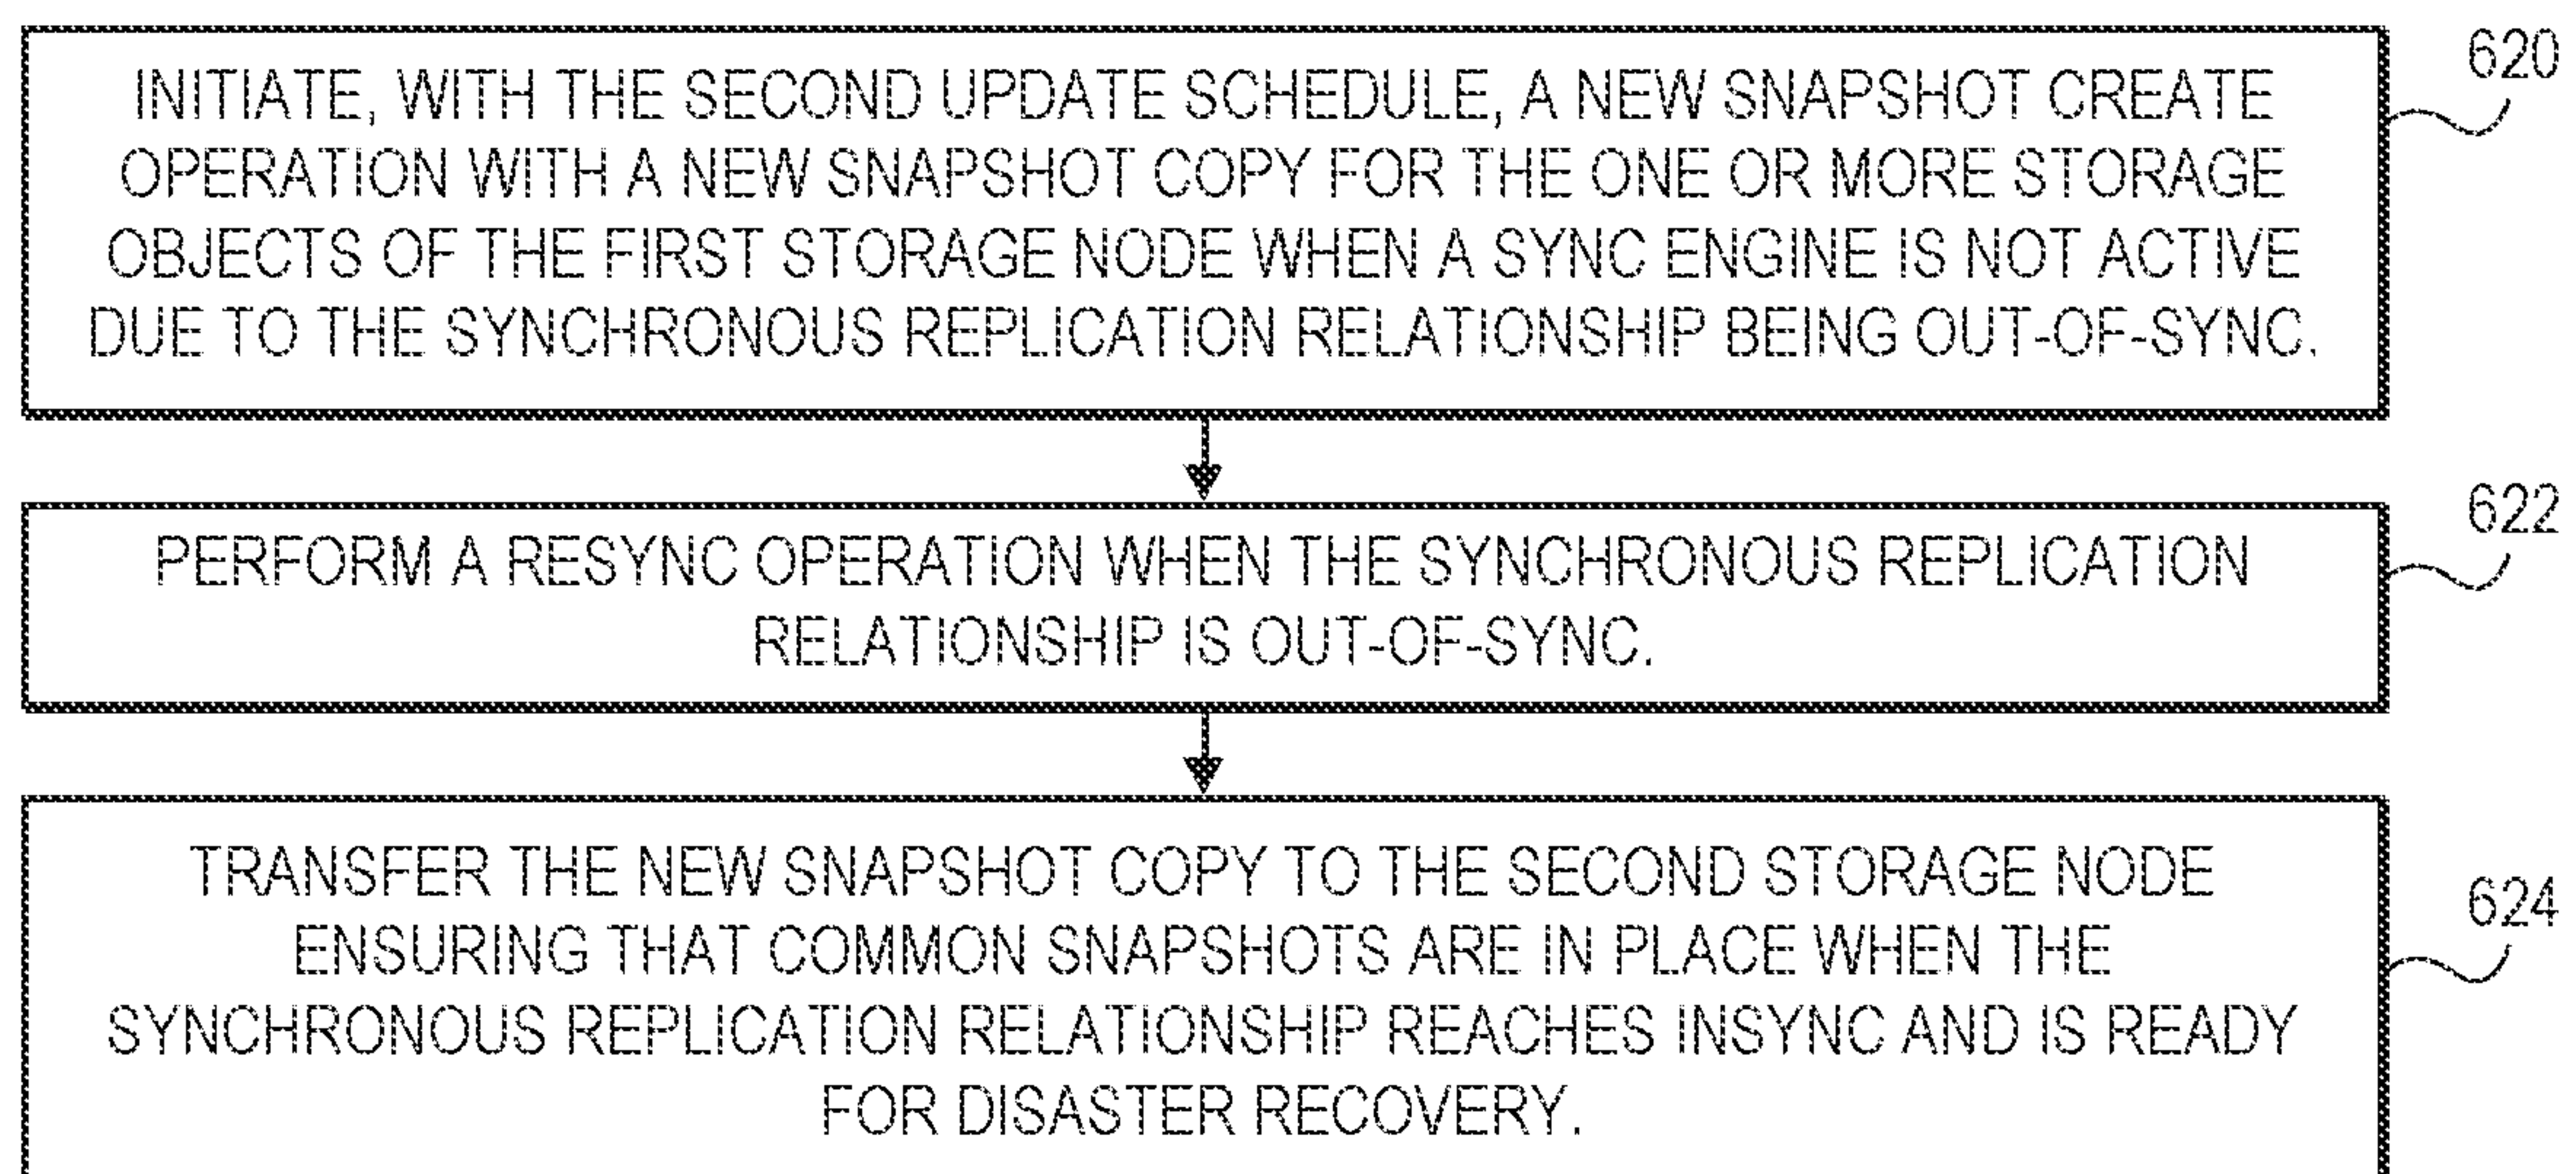 620
INITIATE, WITH THE SECOND UPDATE SCHEDULE, A NEW SNAPSHOT CREATE
OPERATION WITH A NEW SNAPSHOT COPY FOR THE ONE OR MORE STORAGE
OBJECTS OF THE FIRST STORAGE NODE WHEN A SYNC ENGINE IS NOT ACTIVE
DUE TO THE SYNCHRONOUS REPLICATION RELATIONSHIP BEING OUT-OF-SYNC.
622
PERFORM A RESYNC OPERATION WHEN THE SYNCHRONOUS REPLICATION
RELATIONSHIP IS OUT-OF-SYNC.
624
TRANSFER THE NEW SNAPSHOT COPY TO THE SECOND STORAGE NODE
ENSURING THAT COMMON SNAPSHOTS ARE IN PLACE WHEN THE
SYNCHRONOUS REPLICATION RELATIONSHIP REACHES INSYNC AND IS READY
FOR DISASTER RECOVERY.